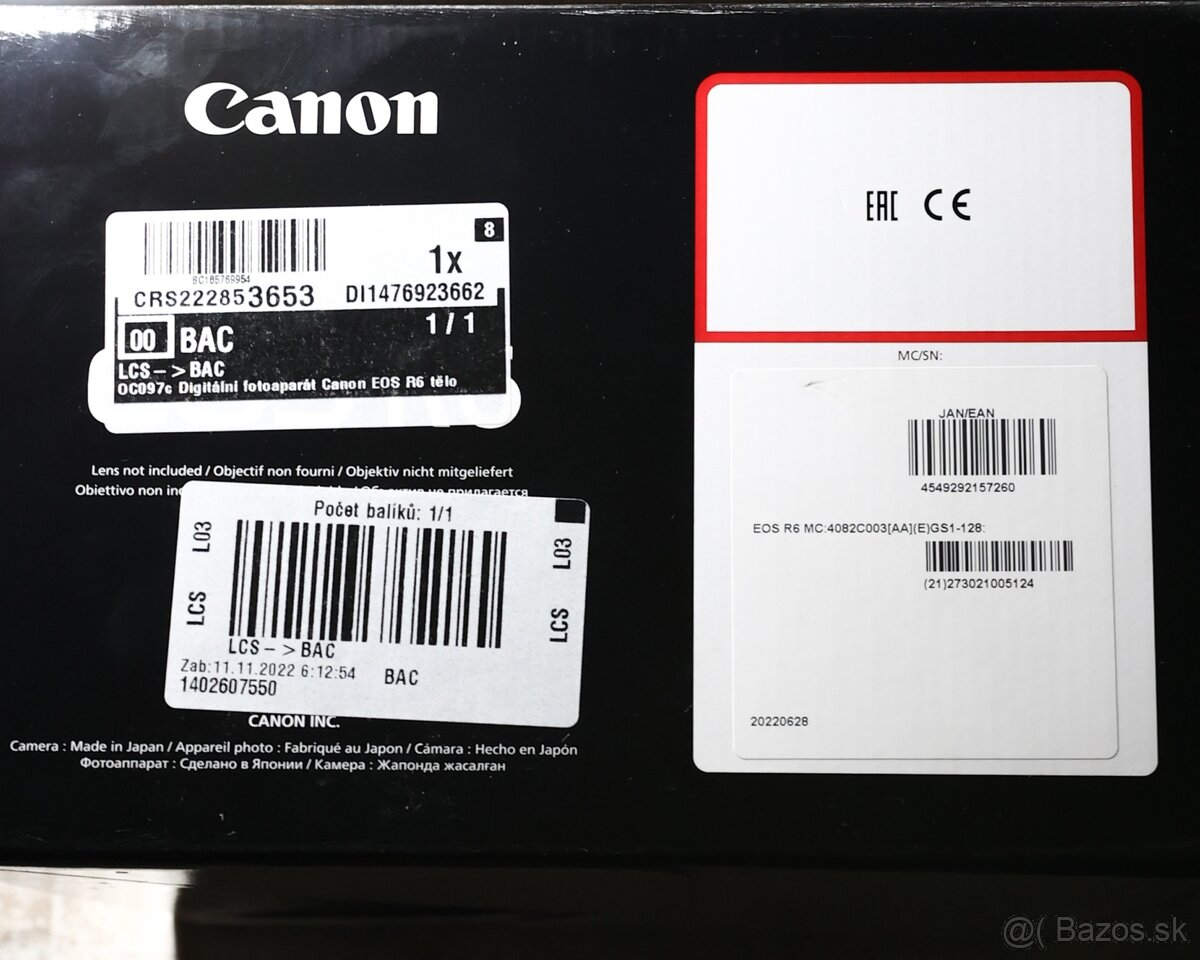 Canon
8
1x
8C185769954
CRS222853653 DI1476923662
1/1
00 BAC
LCS-> BAC
OC097c Digitální fotoaparát Canon EOS R6 tělo
Lens not included / Objectif non fourni / Objektiv nicht mitgeliefert
Obiettivo non
прилагается
Počet balíků: 1/1
LCS L03
LCS L03
LCS-> BAC
Zab:11.11.2022 6:12:54 BAC
1402607550
CANON INC.
Camera : Made in Japan / Appareil photo : Fabriqué au Japon / Cámara : Hecho en Japón
Фотоаппарат : Сделано в Японии / Камера : Жапонда жасалған
EAC CE
MC/SN:
JAN/EAN
4549292157260
EOS R6 MC:4082C003[AA](E)GS1-128:
(21)273021005124
20220628
@( Bazos.sk